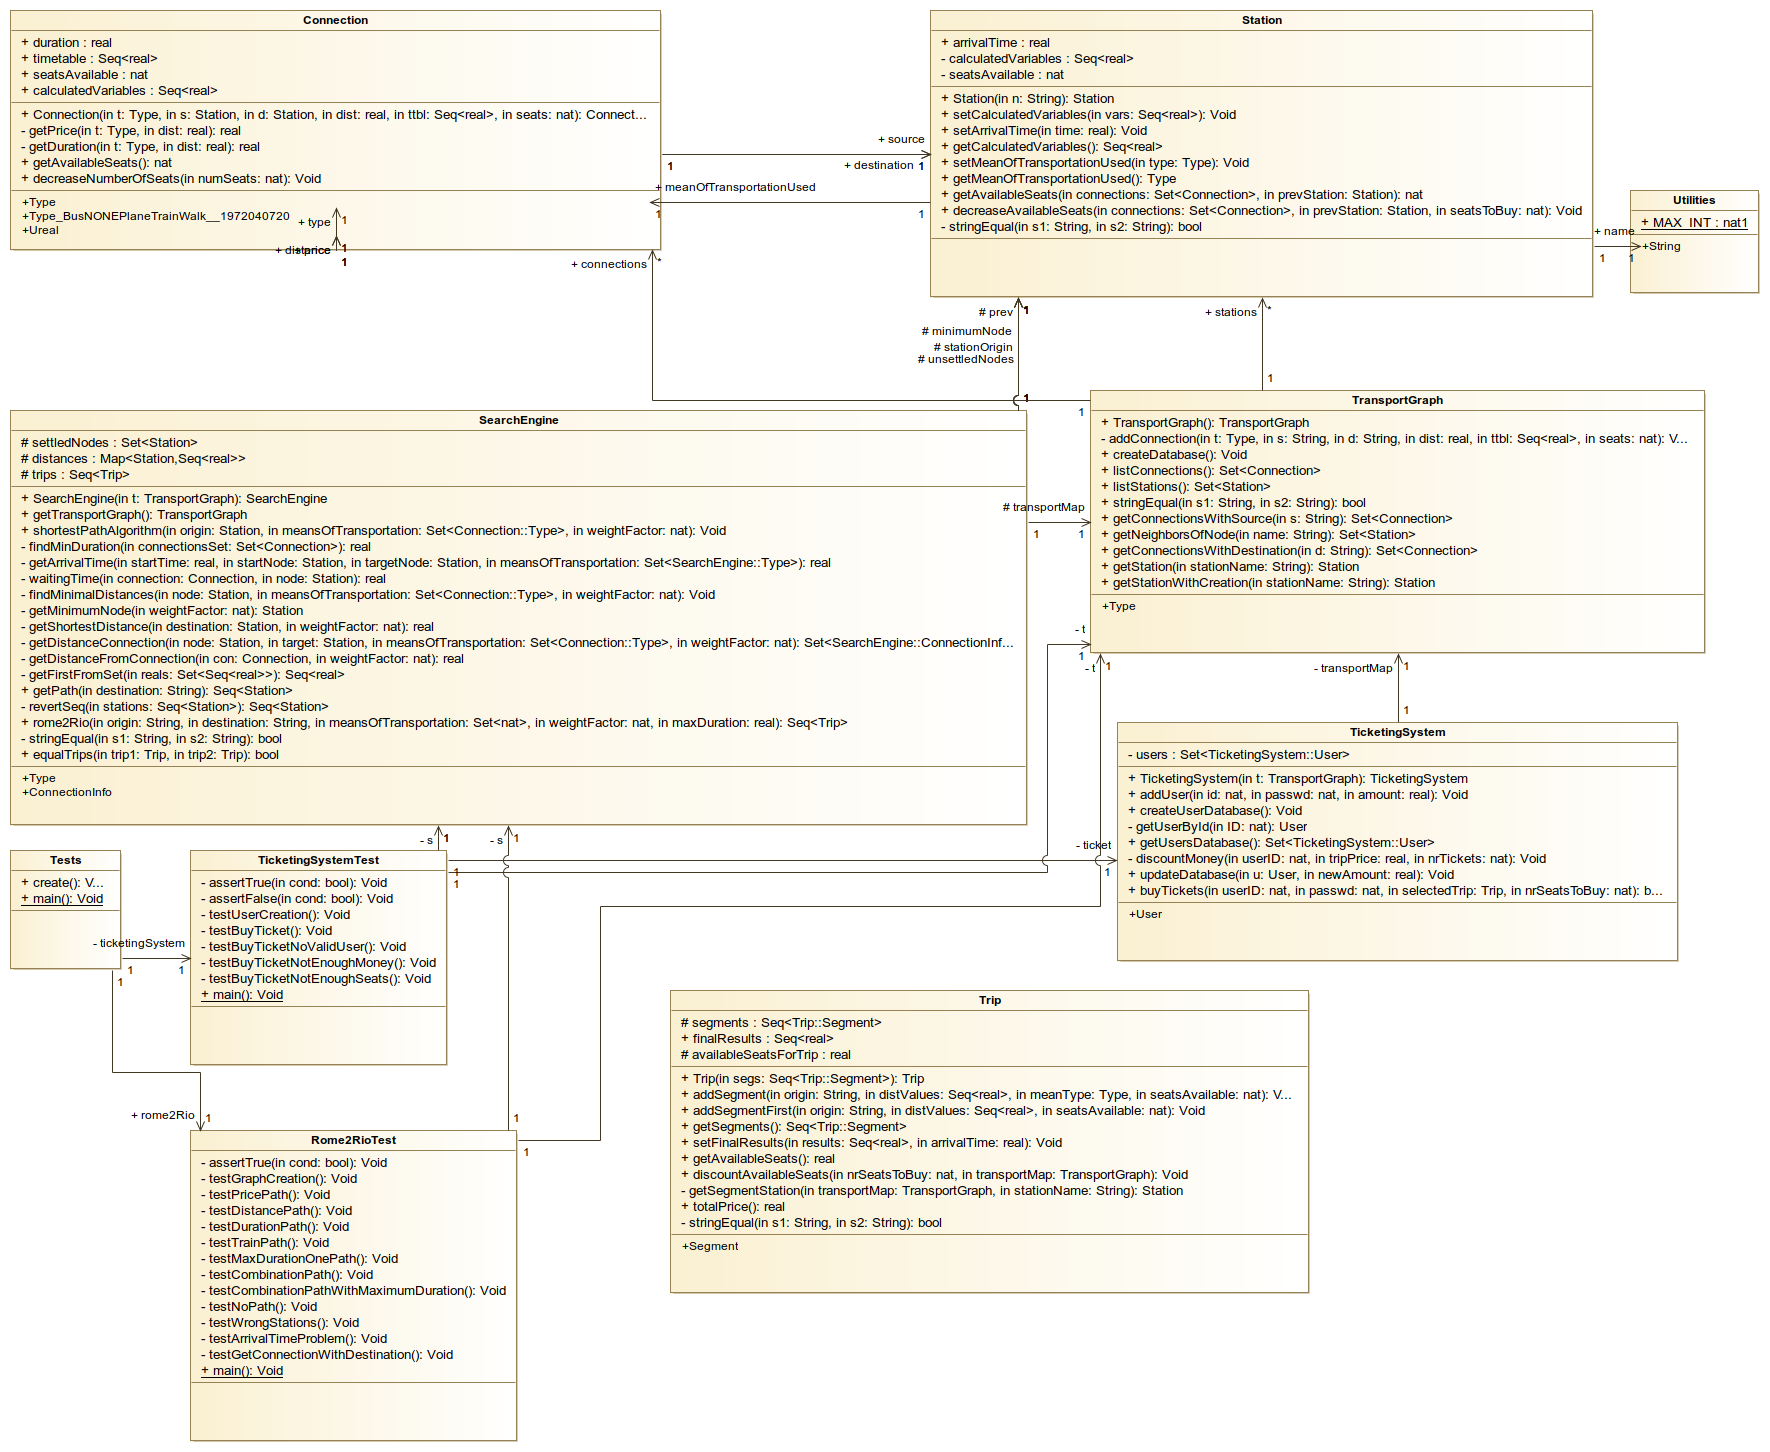 Connection
+ duration : real
+ timetable : Seq<real>
+ seatsAvailable : nat
+ calculatedVariables : Seq<real>
+ Connection(in t: Type, in s: Station, in d: Station, in dist: real, in ttbl: Seq<real>, in seats: nat): Connect...
- getPrice(in t: Type, in dist: real): real
- getDuration(in t: Type, in dist: real): real
+ getAvailableSeats(): nat
+ decreaseNumberOfSeats(in numSeats: nat): Void
+Type
+Type_BusNONEPlaneTrainWalk__1972040720
+Ureal
+ type
1
1
1
+ source
1
+ destination
1
+ meanOfTransportationUsed
1
1
+ connections
*
Station
+ arrivalTime : real
- calculatedVariables : Seq<real>
- seatsAvailable : nat
+ Station(in n: String): Station
+ setCalculatedVariables(in vars: Seq<real>): Void
+ setArrivalTime(in time: real): Void
+ getCalculatedVariables(): Seq<real>
+ setMeanOfTransportationUsed(in type: Type): Void
+ getMeanOfTransportationUsed(): Type
+ getAvailableSeats(in connections: Set<Connection>, in prevStation: Station): nat
+ decreaseAvailableSeats(in connections: Set<Connection>, in prevStation: Station, in seatsToBuy: nat): Void
- stringEqual(in s1: String, in s2: String): bool
+ name
1
1
Utilities
+ MAX_INT : nat1
+String
# prev
1
# minimumNode
# stationOrigin
# unsettledNodes
1
+ stations
*
1
1
SearchEngine
# settledNodes : Set<Station>
# distances : Map<Station,Seq<real>>
# trips : Seq<Trip>
+ SearchEngine(in t: TransportGraph): SearchEngine
+ getTransportGraph(): TransportGraph
+ shortestPathAlgorithm(in origin: Station, in meansOfTransportation: Set<Connection::Type>, in weightFactor: nat): Void
- findMinDuration(in connectionsSet: Set<Connection>): real
- getArrivalTime(in startTime: real, in startNode: Station, in targetNode: Station, in meansOfTransportation: Set<SearchEngine::Type>): real
- waitingTime(in connection: Connection, in node: Station): real
- findMinimalDistances(in node: Station, in meansOfTransportation: Set<Connection::Type>, in weightFactor: nat): Void
- getMinimumNode(in weightFactor: nat): Station
- getShortestDistance(in destination: Station, in weightFactor: nat): real
- getDistanceConnection(in node: Station, in target: Station, in meansOfTransportation: Set<Connection::Type>, in weightFactor: nat): Set<SearchEngine::ConnectionInf...
- getDistanceFromConnection(in con: Connection, in weightFactor: nat): real
- getFirstFromSet(in reals: Set<Seq<real>>): Seq<real>
+ getPath(in destination: String): Seq<Station>
- revertSeq(in stations: Seq<Station>): Seq<Station>
+ rome2Rio(in origin: String, in destination: String, in meansOfTransportation: Set<nat>, in weightFactor: nat, in maxDuration: real): Seq<Trip>
- stringEqual(in s1: String, in s2: String): bool
+ equalTrips(in trip1: Trip, in trip2: Trip): bool
+Type
+ConnectionInfo
# transportMap
1
1
TransportGraph
+ TransportGraph(): TransportGraph
- addConnection(in t: Type, in s: String, in d: String, in dist: real, in ttbl: Seq<real>, in seats: nat): V...
+ createDatabase(): Void
+ listConnections(): Set<Connection>
+ listStations(): Set<Station>
+ stringEqual(in s1: String, in s2: String): bool
+ getConnectionsWithSource(in s: String): Set<Connection>
+ getNeighborsOfNode(in name: String): Set<Station>
+ getConnectionsWithDestination(in d: String): Set<Connection>
+ getStation(in stationName: String): Station
+ getStationWithCreation(in stationName: String): Station
+Type
- t
1
- t
1
- transportMap
1
1
TicketingSystem
- users : Set<TicketingSystem::User>
+ TicketingSystem(in t: TransportGraph): TicketingSystem
+ addUser(in id: nat, in passwd: nat, in amount: real): Void
+ createUserDatabase(): Void
- getUserById(in ID: nat): User
+ getUsersDatabase(): Set<TicketingSystem::User>
- discountMoney(in userID: nat, in tripPrice: real, in nrTickets: nat): Void
+ updateDatabase(in u: User, in newAmount: real): Void
+ buyTickets(in userID: nat, in passwd: nat, in selectedTrip: Trip, in nrSeatsToBuy: nat): b...
+User
- s
1
- s
1
- ticket
1
1
1
Tests
+ create(): V...
+ main(): Void
- ticketingSystem
1
1
1
TicketingSystemTest
- assertTrue(in cond: bool): Void
- assertFalse(in cond: bool): Void
- testUserCreation(): Void
- testBuyTicket(): Void
- testBuyTicketNoValidUser(): Void
- testBuyTicketNotEnoughMoney(): Void
- testBuyTicketNotEnoughSeats(): Void
+ main(): Void
+ rome2Rio
1
1
1
Rome2RioTest
- assertTrue(in cond: bool): Void
- testGraphCreation(): Void
- testPricePath(): Void
- testDistancePath(): Void
- testDurationPath(): Void
- testTrainPath(): Void
- testMaxDurationOnePath(): Void
- testCombinationPath(): Void
- testCombinationPathWithMaximumDuration(): Void
- testNoPath(): Void
- testWrongStations(): Void
- testArrivalTimeProblem(): Void
- testGetConnectionWithDestination(): Void
+ main(): Void
Trip
# segments : Seq<Trip::Segment>
+ finalResults : Seq<real>
# availableSeatsForTrip : real
+ Trip(in segs: Seq<Trip::Segment>): Trip
+ addSegment(in origin: String, in distValues: Seq<real>, in meanType: Type, in seatsAvailable: nat): V...
+ addSegmentFirst(in origin: String, in distValues: Seq<real>, in seatsAvailable: nat): Void
+ getSegments(): Seq<Trip::Segment>
+ setFinalResults(in results: Seq<real>, in arrivalTime: real): Void
+ getAvailableSeats(): real
+ discountAvailableSeats(in nrSeatsToBuy: nat, in transportMap: TransportGraph): Void
- getSegmentStation(in transportMap: TransportGraph, in stationName: String): Station
+ totalPrice(): real
- stringEqual(in s1: String, in s2: String): bool
+Segment